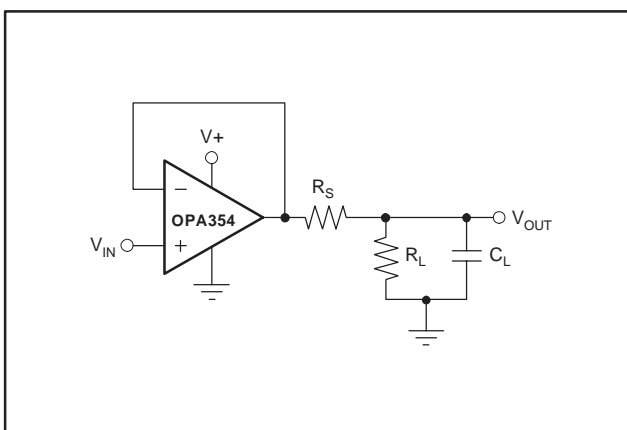 V+
−
OPA354
+
V_IN
R_S
V_OUT
R_L
C_L